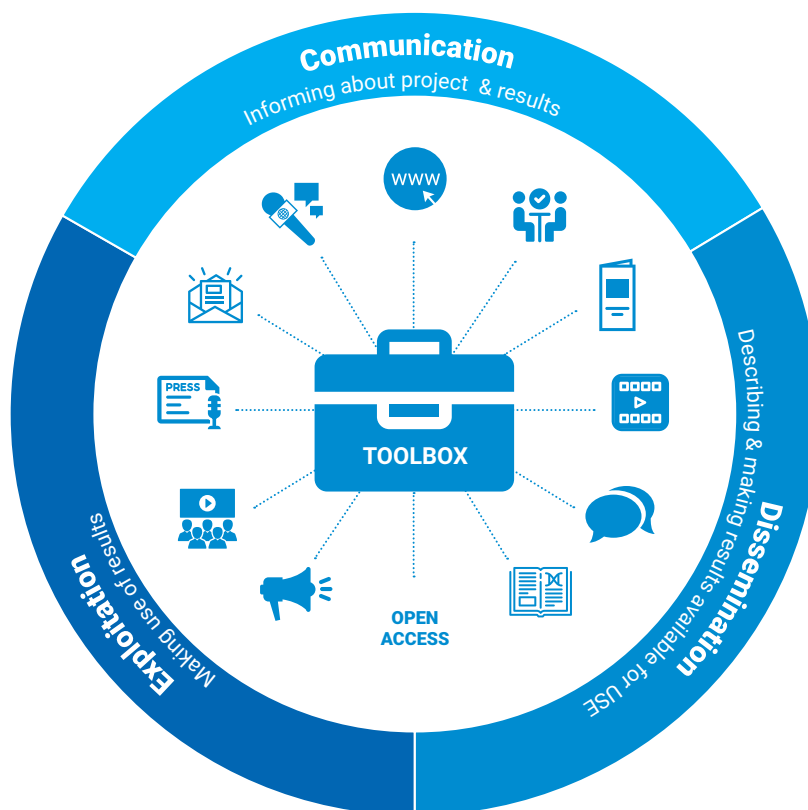 Communication
Informing about project & results
www
PRESS
TOOLBOX
Describing & making results available for USE
Dissemination
Making use of results
Exploitation
OPEN
ACCESS